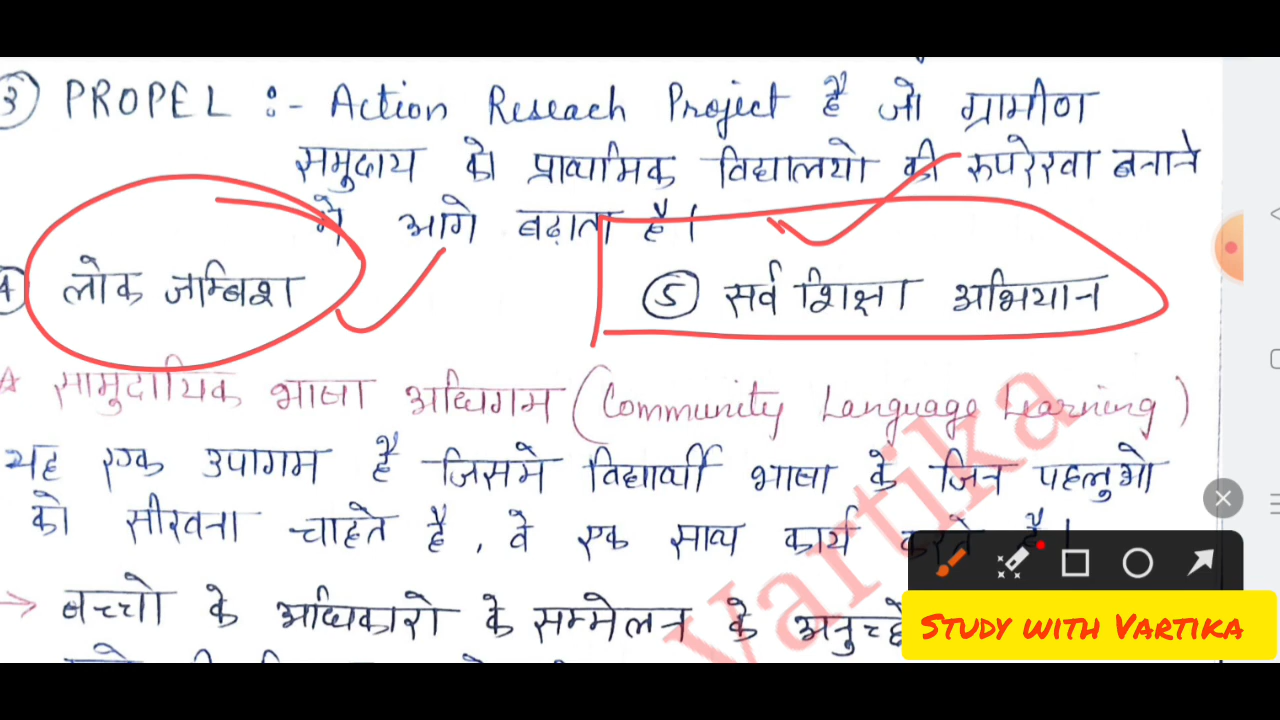 ③ PROPEL :- Action Reseach Project है जो ग्रामीण
समुदाय को प्राथमिक विद्यालयो की रुपरेखा बनाने
मे आगे बढ़ाता है।
④ लोक जम्बिश ⑤ सर्व शिक्षा अभियान
सामुदायिक भाषा अधिगम (Community Language Learning)
यह एक उपागम है जिसमे विद्यार्थी भाषा के जिन पहलुओ
को सीखना चाहते है, वे एक साथ कार्य करते है।
→ बच्चो के अधिकारो के सम्मेलन के
Vartika
STUDY WITH VARTIKA